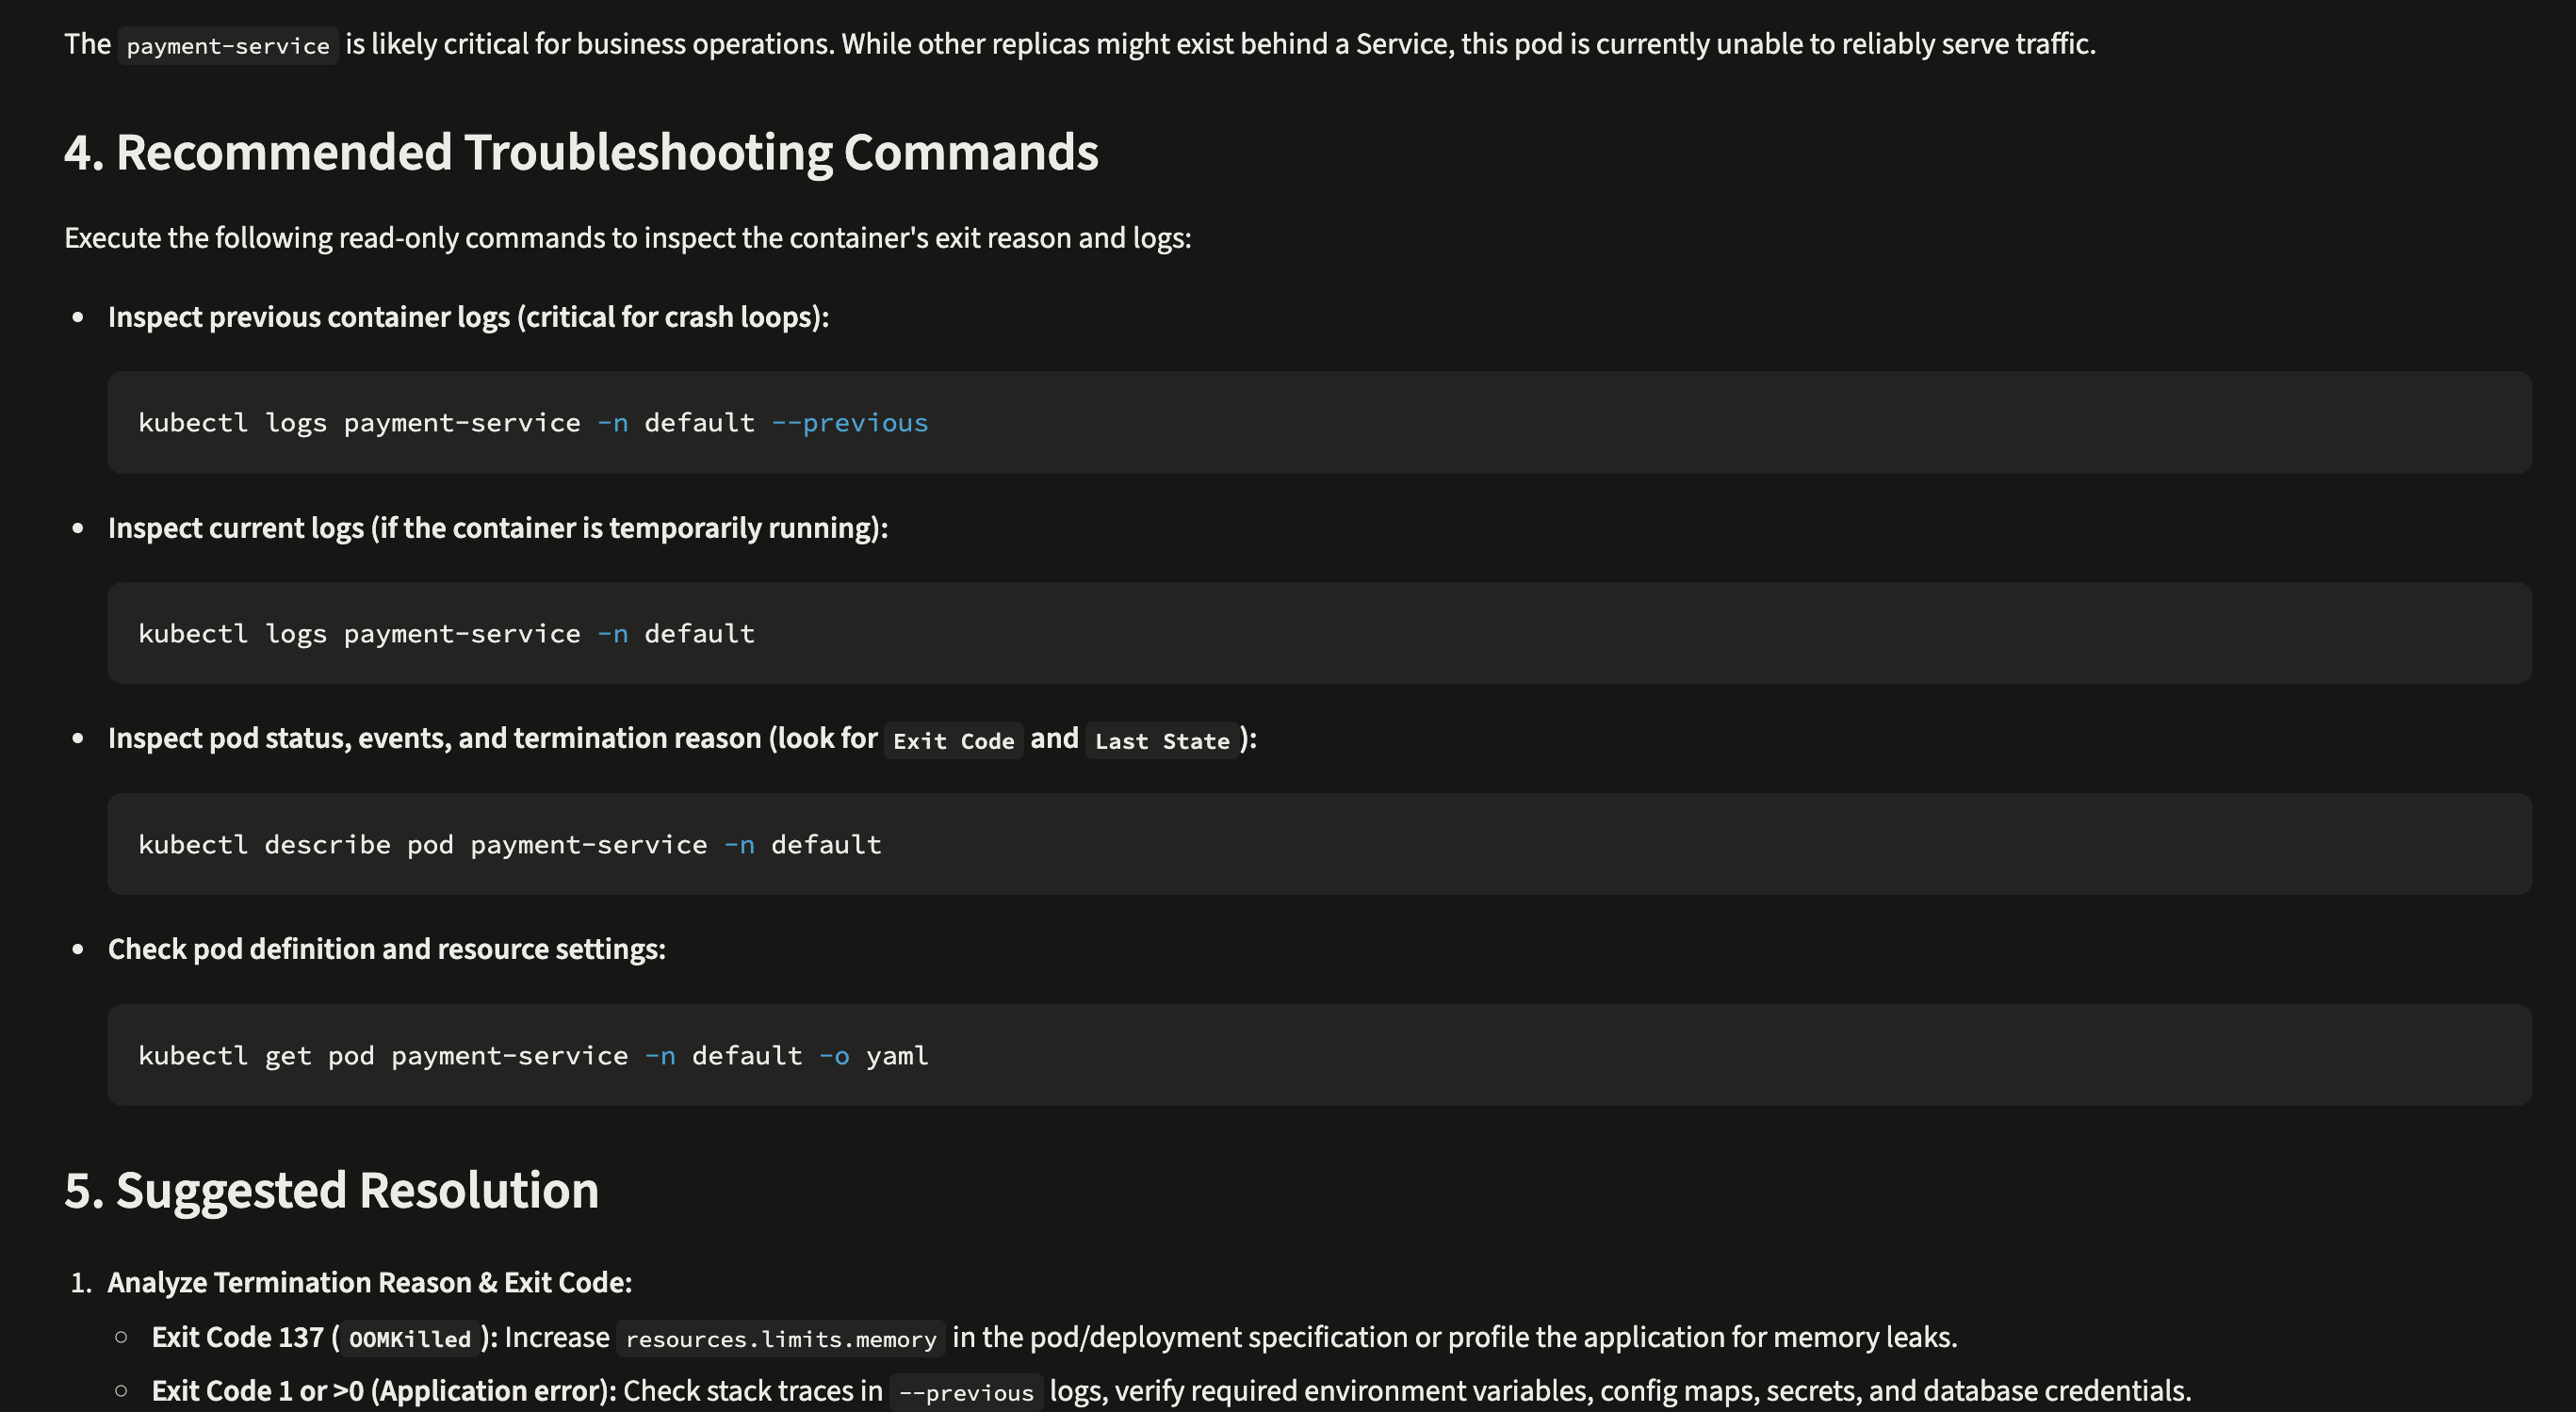 The payment-service is likely critical for business operations. While other replicas might exist behind a Service, this pod is currently unable to reliably serve traffic.
4. Recommended Troubleshooting Commands
Execute the following read-only commands to inspect the container's exit reason and logs:
• Inspect previous container logs (critical for crash loops):
kubectl logs payment-service -n default --previous
• Inspect current logs (if the container is temporarily running):
kubectl logs payment-service -n default
• Inspect pod status, events, and termination reason (look for Exit Code and Last State ):
kubectl describe pod payment-service -n default
• Check pod definition and resource settings:
kubectl get pod payment-service -n default -o yaml
5. Suggested Resolution
1. Analyze Termination Reason & Exit Code:
○ Exit Code 137 ( OOMKilled ): Increase resources.limits.memory in the pod/deployment specification or profile the application for memory leaks.
○ Exit Code 1 or >0 (Application error): Check stack traces in --previous logs, verify required environment variables, config maps, secrets, and database credentials.